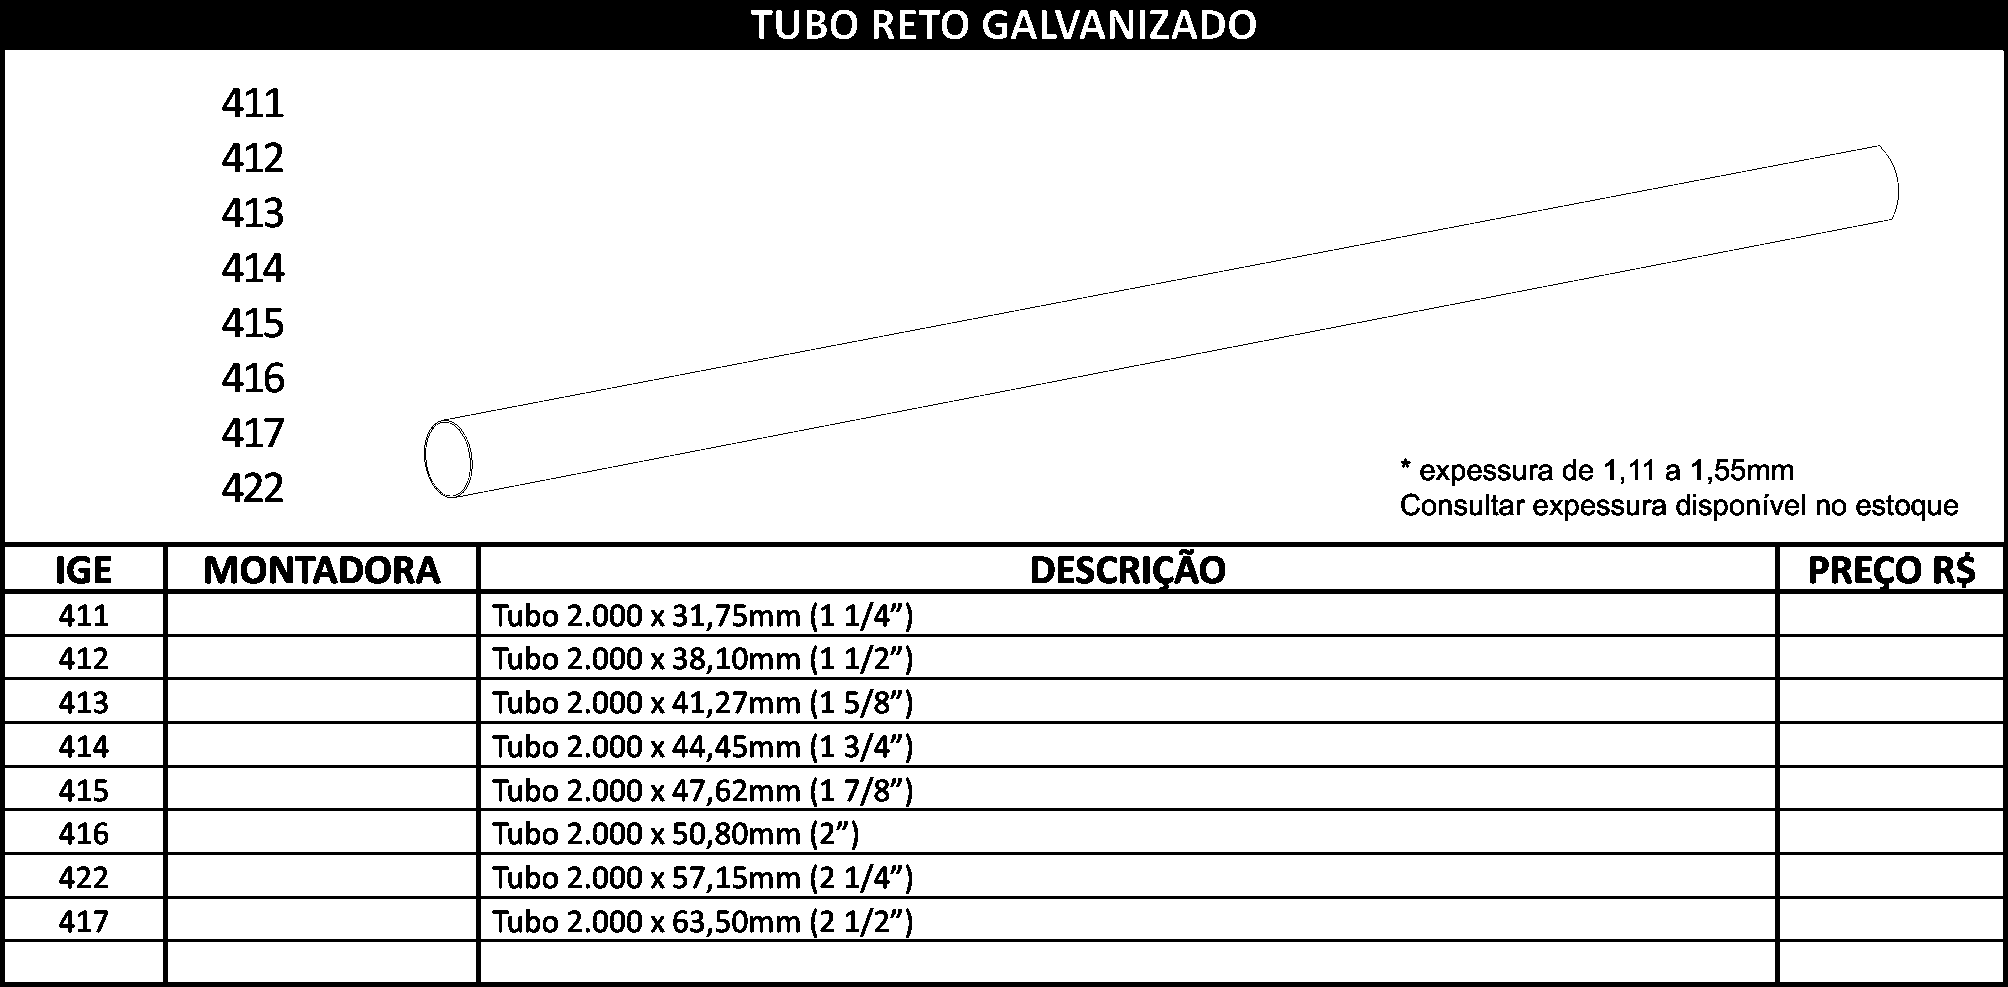 TUBO RETO GALVANIZADO
411
412
413
414
415
416
417
422
* expessura de 1,11 a 1,55mm
Consultar expessura disponível no estoque
IGE MONTADORA DESCRIÇÃO PREÇO R$
411 Tubo 2.000 x 31,75mm (1 1/4”)
412 Tubo 2.000 x 38,10mm (1 1/2”)
413 Tubo 2.000 x 41,27mm (1 5/8”)
414 Tubo 2.000 x 44,45mm (1 3/4”)
415 Tubo 2.000 x 47,62mm (1 7/8”)
416 Tubo 2.000 x 50,80mm (2”)
422 Tubo 2.000 x 57,15mm (2 1/4”)
417 Tubo 2.000 x 63,50mm (2 1/2”)